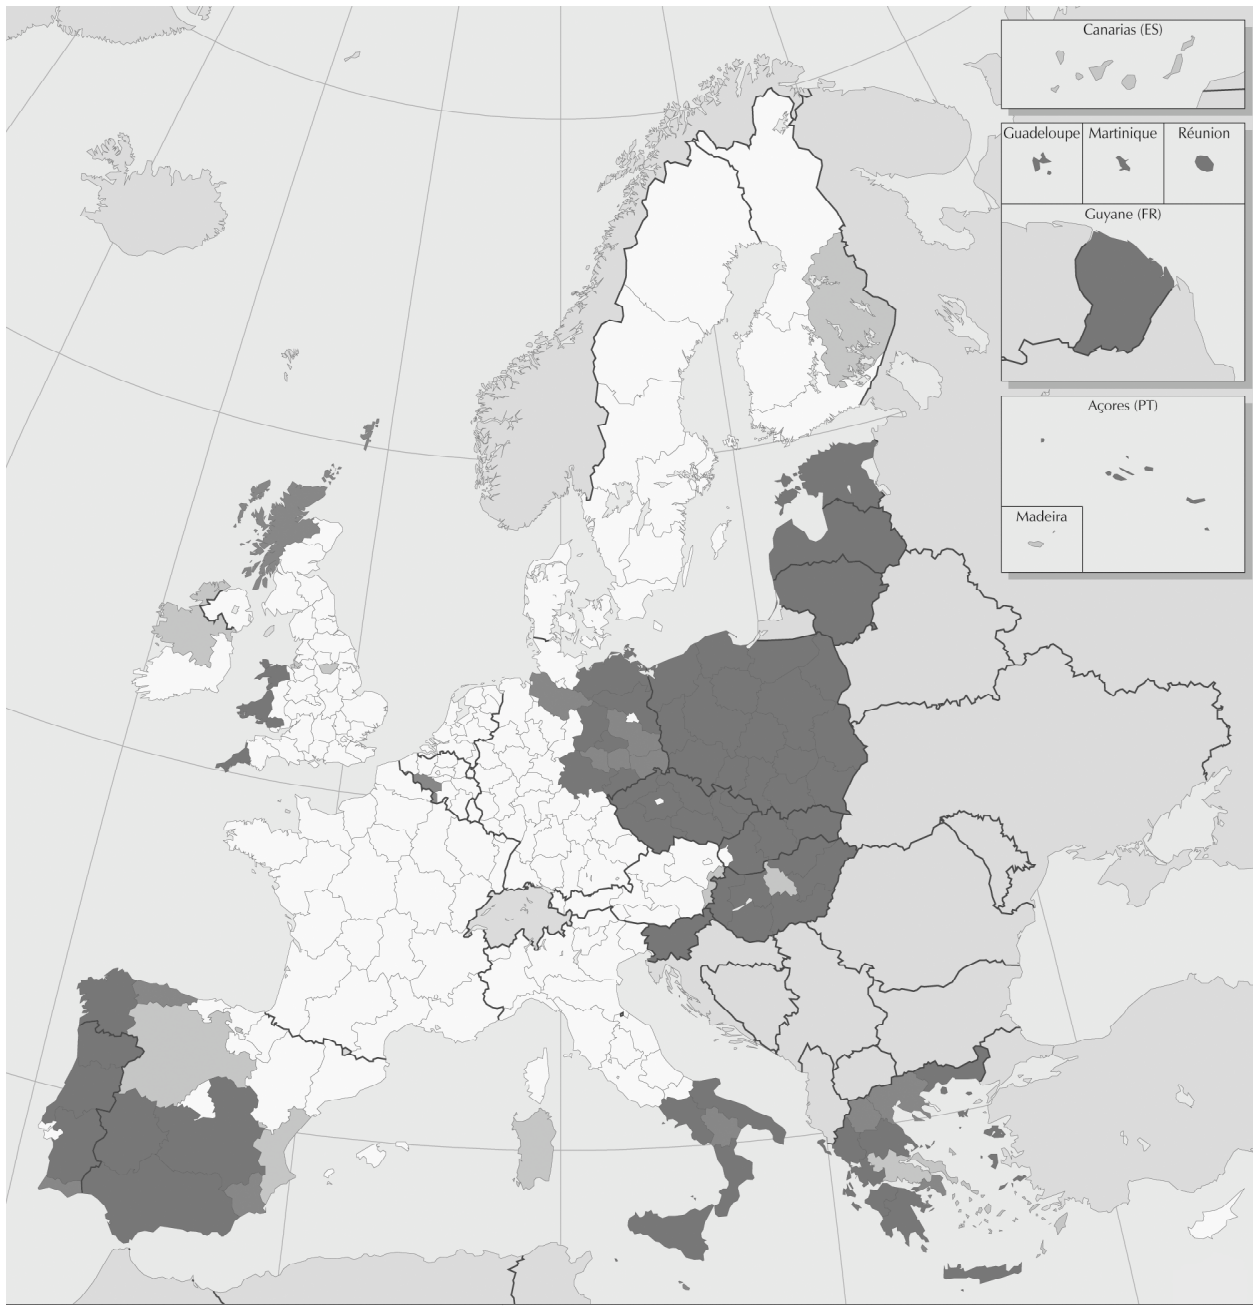 Canarias (ES)
Guadeloupe
Martinique
Réunion
Guyane (FR)
Açores (PT)
Madeira